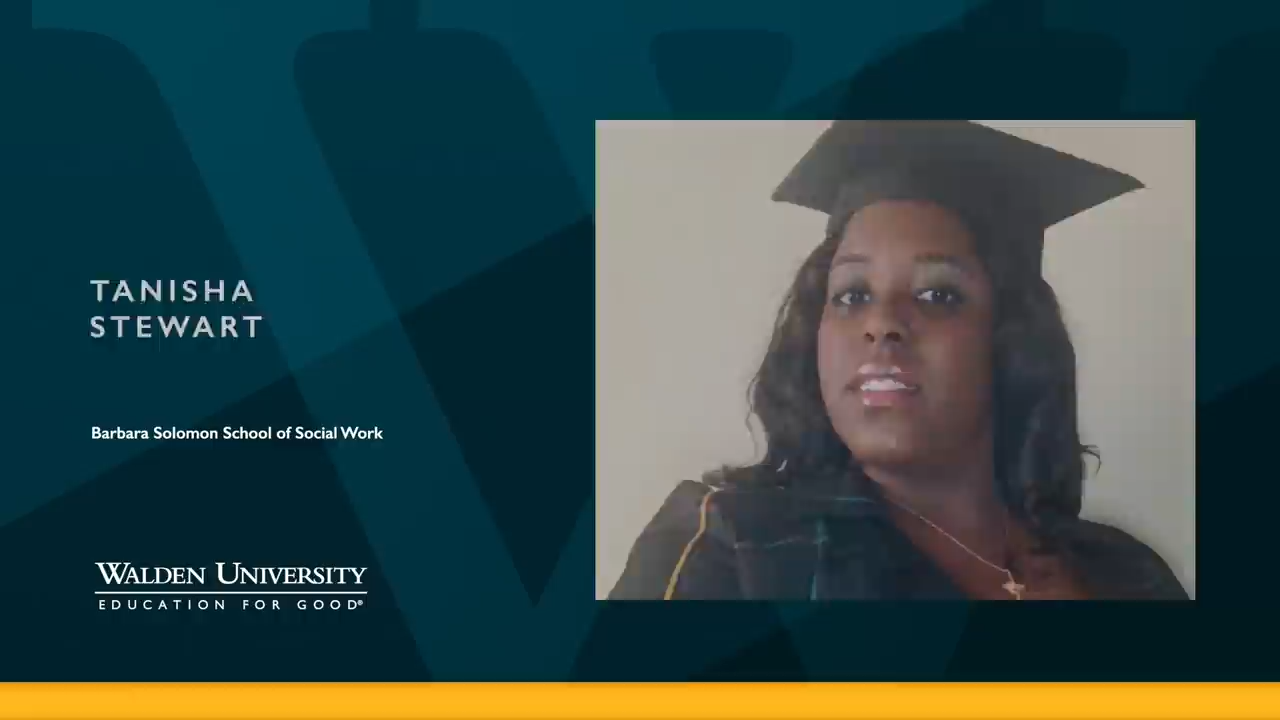 TANISHA
STEWART
Barbara Solomon School of Social Work
WALDEN UNIVERSITY
EDUCATION FOR GOOD®